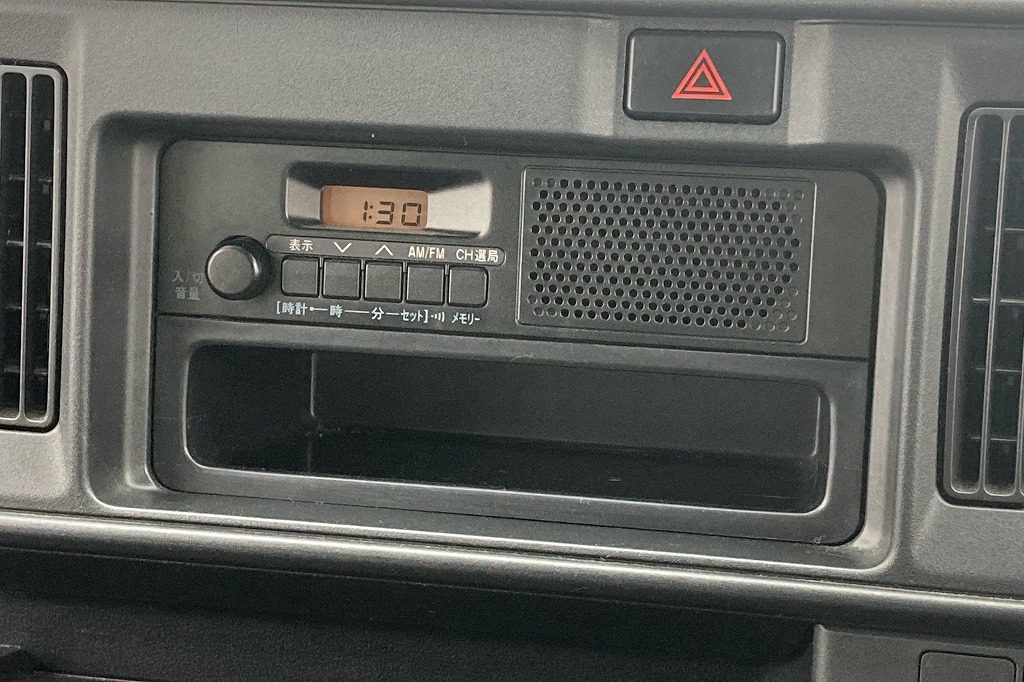 1:30
表示 ∨ ∧ AM/FM CH選局
入/切
音量
[時計•—時—分—セット]•ııı メモリー